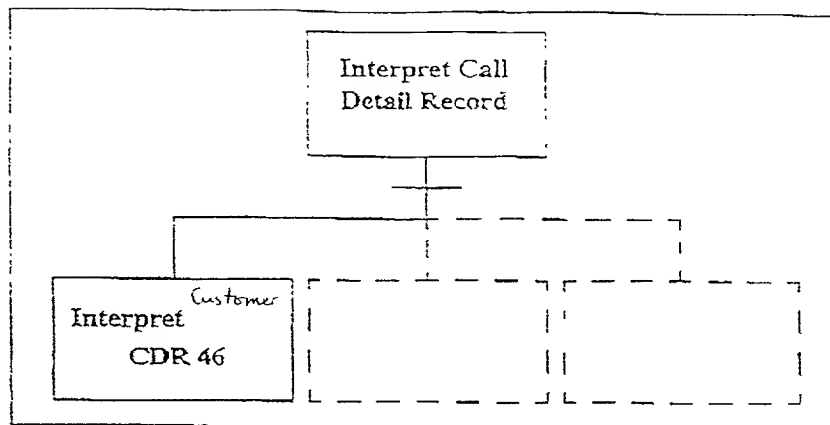 Interpret Call
Detail Record
Customer
Interpret
CDR 46